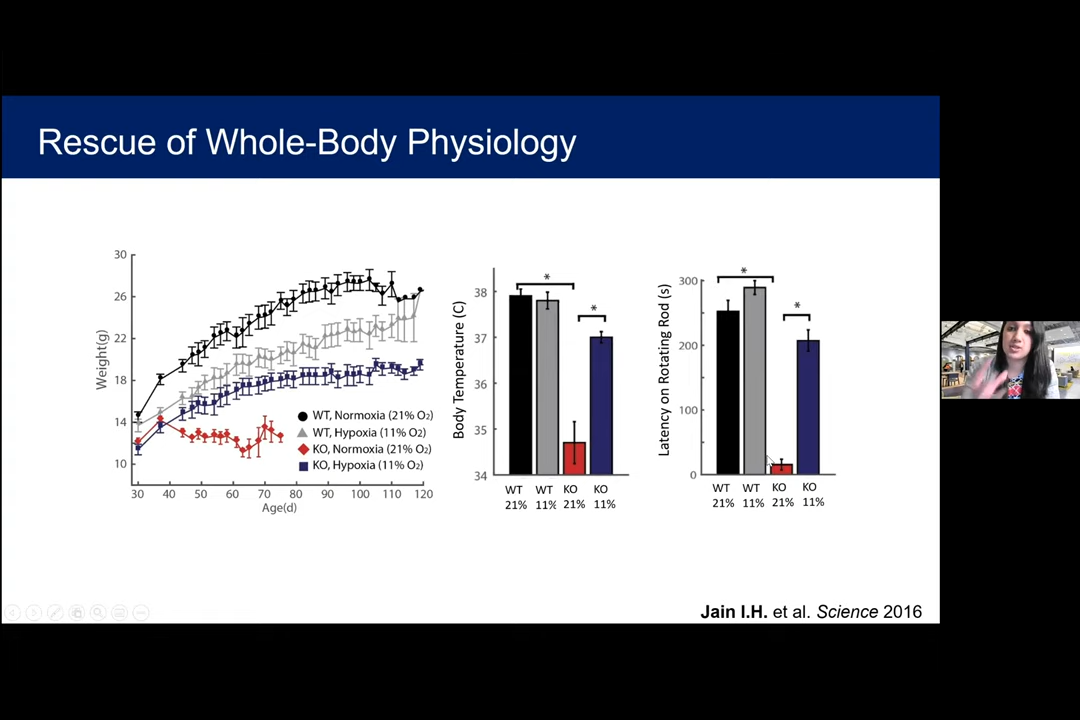 Rescue of Whole-Body Physiology
30
26
22
18
14
10
Weight(g)
30 40 50 60 70 80 90 100 110 120
Age(d)
WT, Normoxia (21% O2)
WT, Hypoxia (11% O2)
KO, Normoxia (21% O2)
KO, Hypoxia (11% O2)
38
37
36
35
34
Body Temperature (C)
*
*
WT WT KO KO
21% 11% 21% 11%
300
200
100
0
Latency on Rotating Rod (s)
*
*
WT WT KO KO
21% 11% 21% 11%
Jain I.H. et al. Science 2016